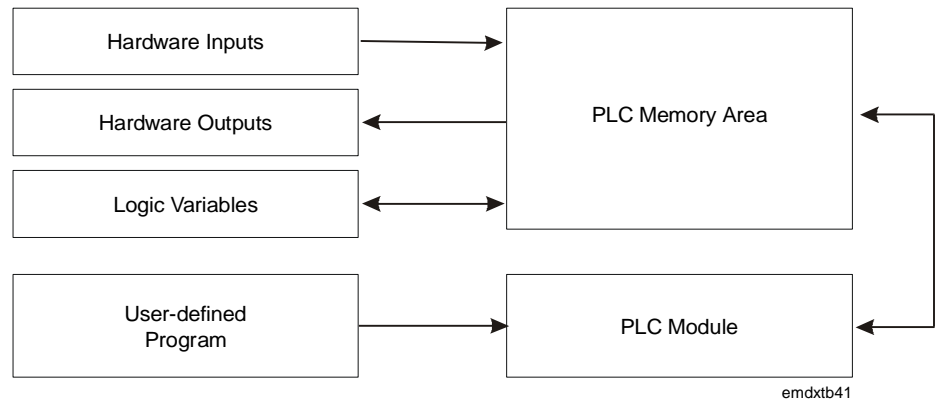 Hardware Inputs
Hardware Outputs
PLC Memory Area
Logic Variables
User-defined
Program
PLC Module
emdxtb41